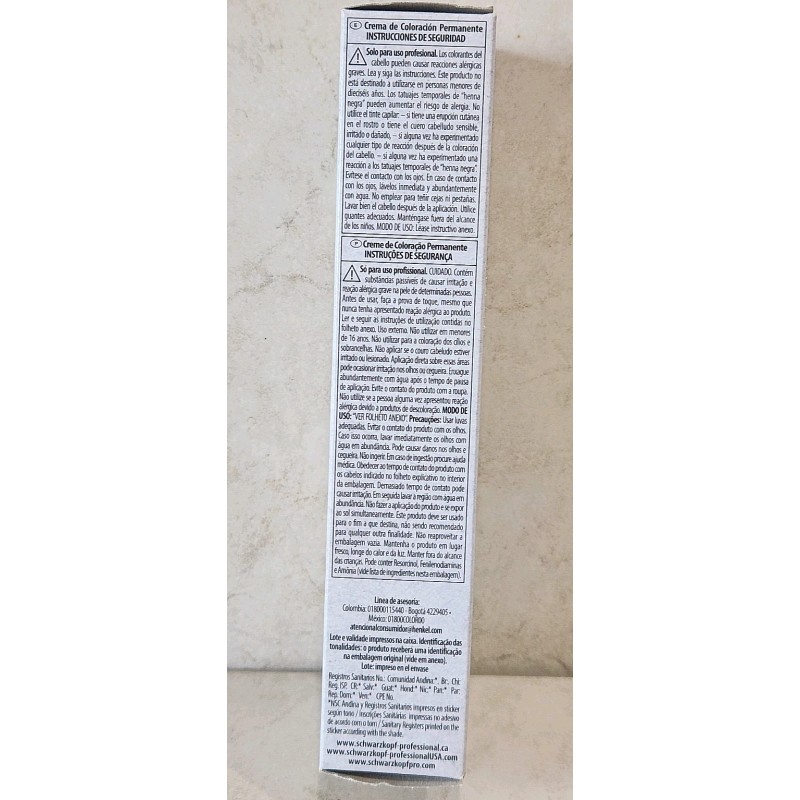 E Crema de Coloración Permanente
INSTRUCCIONES DE SEGURIDAD
Solo para uso profesional. Los colorantes del
cabello pueden causar reacciones alérgicas
graves. Lea y siga las instrucciones. Este producto no
está destinado a utilizarse en personas menores de
dieciséis años. Los tatuajes temporales de "henna
negra" pueden aumentar el riesgo de alergia. No
utilice el tinte capilar: – si tiene una erupción cutánea
en el rostro o tiene el cuero cabelludo sensible,
irritado o dañado, – si alguna vez ha experimentado
cualquier tipo de reacción después de la coloración
del cabello. – si alguna vez ha experimentado una
reacción a los tatuajes temporales de "henna negra".
Evítese el contacto con los ojos. En caso de contacto
con los ojos, lávelos inmediata y abundantemente
con agua. No emplear para teñir cejas ni pestañas.
Lavar bien el cabello después de la aplicación. Utilice
guantes adecuados. Manténgase fuera del alcance
de los niños. MODO DE USO: Léase instructivo anexo.
P Creme de Coloração Permanente
INSTRUÇÕES DE SEGURANÇA
Só para uso profissional. CUIDADO. Contém
substâncias passíveis de causar irritação e
reação alérgica grave na pele de determinadas pessoas.
Antes de usar, faça a prova de toque, mesmo que
nunca tenha apresentado reação alérgica ao produto.
Ler e seguir as instruções de utilização contidas no
folheto anexo. Uso externo. Não utilizar em menores
de 16 anos. Não utilizar para a coloração dos cílios e
sobrancelhas. Não aplicar se o couro cabeludo estiver
irritado ou lesionado. Aplicação direta sobre essas áreas
pode ocasionar irritação nos olhos ou cegueira. Enxague
abundantemente com água após o tempo de pausa
de aplicação. Evite o contato do produto com a roupa.
Não utilize se a pessoa alguma vez apresentou reação
alérgica devido a produtos de descoloração. MODO DE
USO: "VER FOLHETO ANEXO". Precauções: Usar luvas
adequadas. Evitar o contato do produto com os olhos.
Caso isso ocorra, lavar imediatamente os olhos com
água em abundância. Pode causar danos nos olhos e
cegueira. Não ingerir. Em caso de ingestão procure ajuda
médica. Obedecer ao tempo de contato do produto com
os cabelos indicado no folheto explicativo no interior
da embalagem. Demasiado tempo de contato pode
causar irritação. Em seguida lavar a região com água em
abundância. Não fazer a aplicação do produto e se expor
ao sol simultaneamente. Este produto deve ser usado
para o fim a que destina, não sendo recomendado
para qualquer outra finalidade. Não reaproveitar a
embalagem vazia. Mantenha o produto em lugar
fresco, longe do calor e da luz. Manter fora do alcance
das crianças. Pode conter Resorcinol, Fenilenodiaminas
e Amônia (vide lista de ingredientes nesta embalagem).
Linea de asesoría:
Colombia: 018000115440 - Bogotá 4229405 •
México: 01800COLOR00
atencionalconsumidor@henkel.com
Lote e validade impressos na caixa. Identificação das
tonalidades: o produto receberá uma identificação
na embalagem original (vide em anexo).
Lote: impreso en el envase
Registros Sanitarios No.: Comunidad Andina:*. Br.: Chi:
Reg. ISP. CR:* Salv:* Guat:* Hond:* Nic:* Pan:* Par:
Rep. Dom:* Ven:* CPE No.
*NSC Andina y Registros Sanitarios impresos en sticker
según tono / Inscrições Sanitárias impressas no adesivo
de acordo com o tom / Sanitary Registers printed on the
sticker according with the shade.
www.schwarzkopf-professional.ca
www.schwarzkopf-professionalUSA.com
www.schwarzkopfpro.com